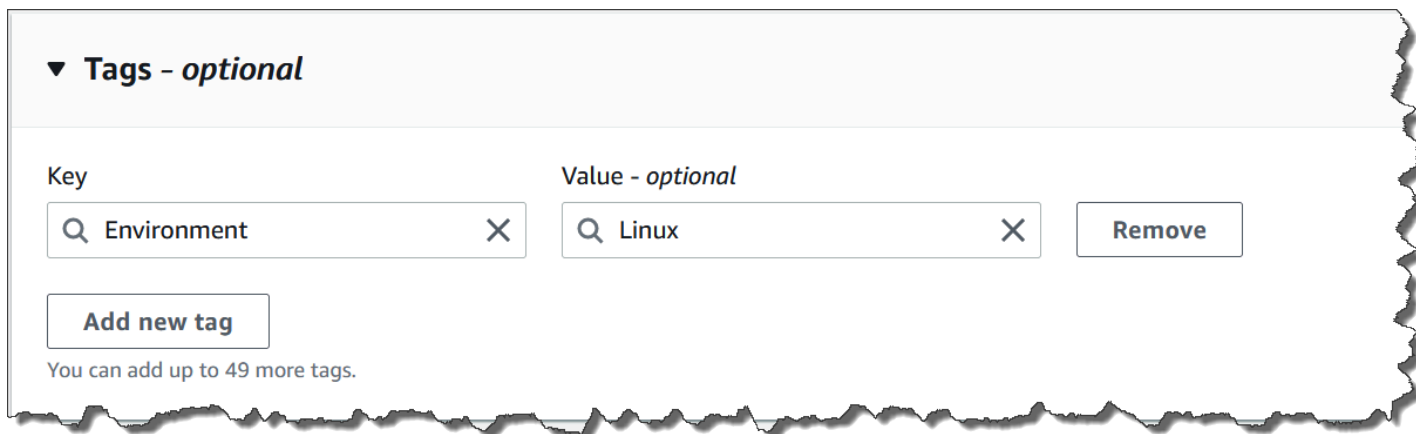 Tags - optional
Key Value - optional
Environment Linux Remove
Add new tag
You can add up to 49 more tags.